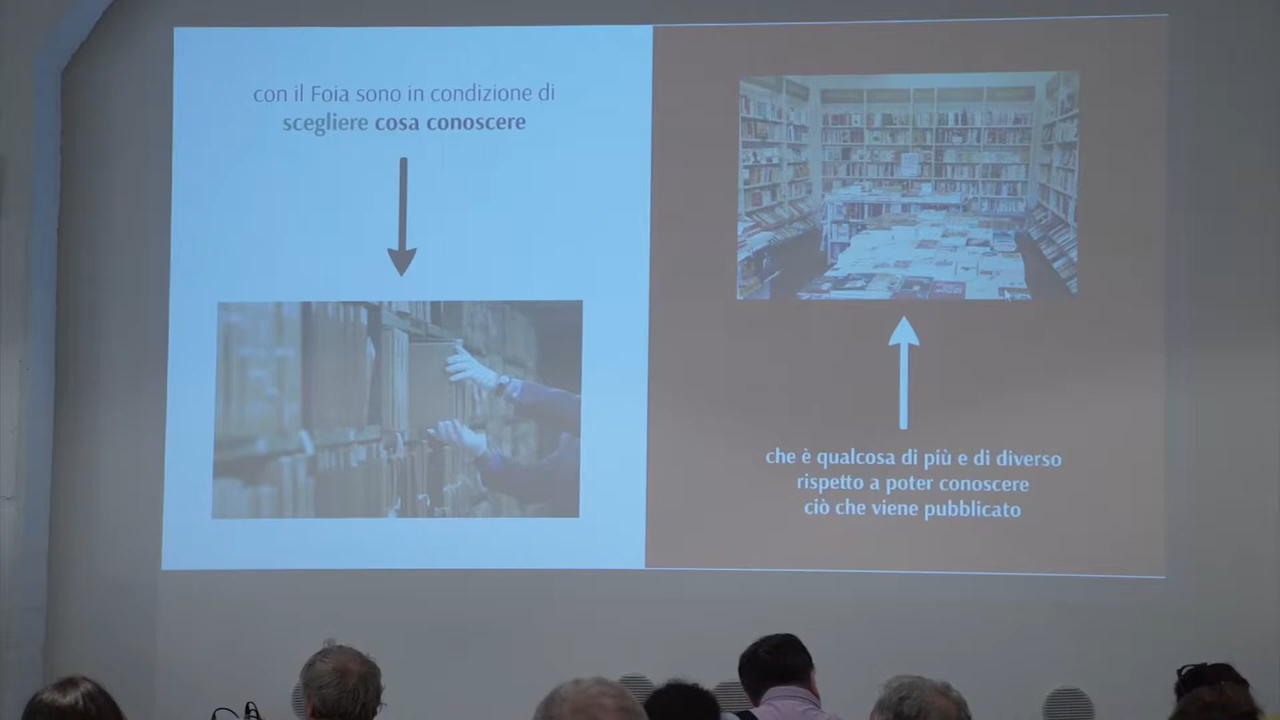 con il Foia sono in condizione di
scegliere cosa conoscere
che è qualcosa di più e di diverso
rispetto a poter conoscere
ciò che viene pubblicato